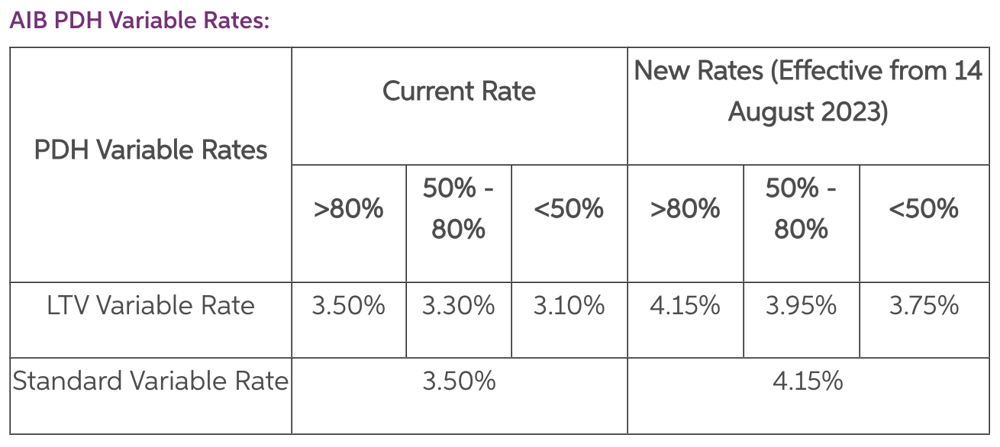 AIB PDH Variable Rates:
PDH Variable Rates
Current Rate
New Rates (Effective from 14
August 2023)
>80%
50% -
80%
<50%
>80%
50% -
80%
<50%
LTV Variable Rate
3.50%
3.30%
3.10%
4.15%
3.95%
3.75%
Standard Variable Rate
3.50%
4.15%